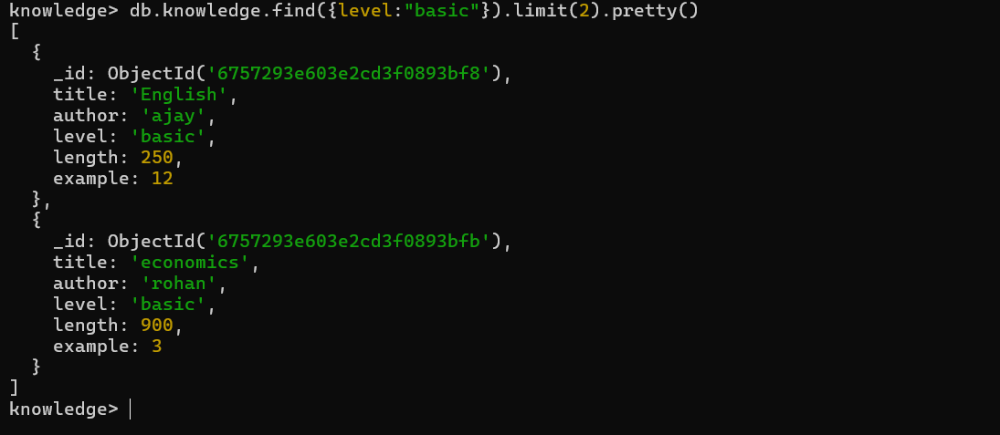 knowledge> db.knowledge.find({level:"basic"}).limit(2).pretty()
[
  {
    _id: ObjectId('6757293e603e2cd3f0893bf8'),
    title: 'English',
    author: 'ajay',
    level: 'basic',
    length: 250,
    example: 12
  },
  {
    _id: ObjectId('6757293e603e2cd3f0893bfb'),
    title: 'economics',
    author: 'rohan',
    level: 'basic',
    length: 900,
    example: 3
  }
]
knowledge>